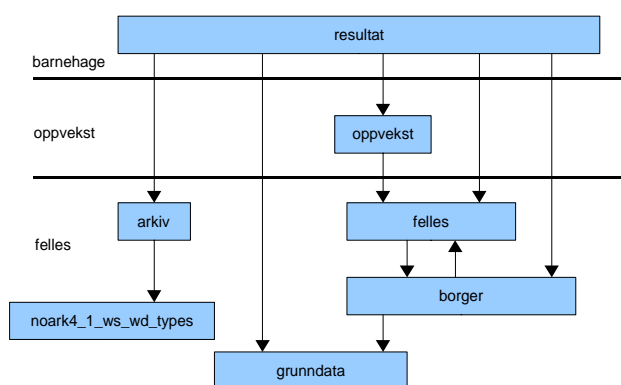 resultat
barnehage
oppvekst
oppvekst
arkiv
felles
felles
borger
noark4_1_ws_wd_types
grunndata